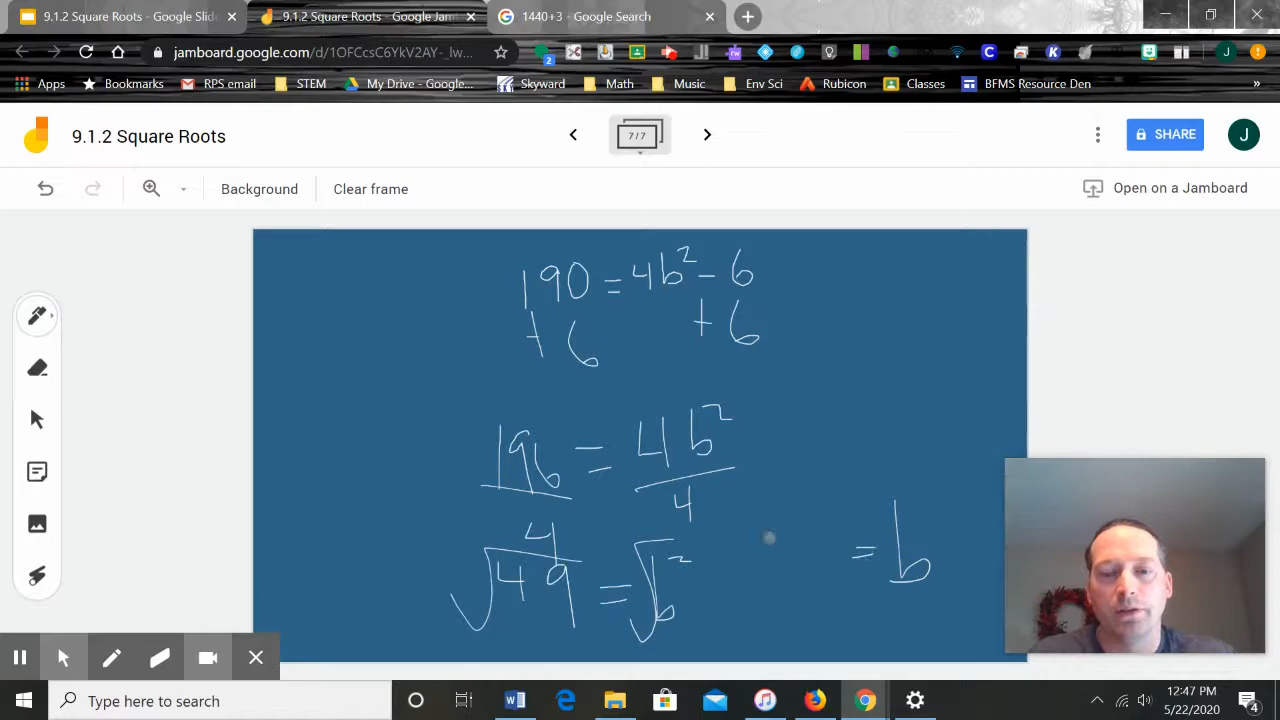 9.1.2 Square Roots - Google Slid
9.1.2 Square Roots - Google Jam
1440+3 - Google Search
jamboard.google.com/d/1OFCcsC6YkV2AY-_lw...
Apps
Bookmarks
RPS email
STEM
My Drive - Google...
Skyward
Math
Music
Env Sci
Rubicon
Classes
BFMS Resource Den
»
9.1.2 Square Roots
7/7
SHARE
J
Background
Clear frame
Open on a Jamboard
190 = 4b² - 6
+ 6 + 6
196 = 4b²
4 4
√49 = √b² = b
Type here to search
12:47 PM
5/22/2020
4